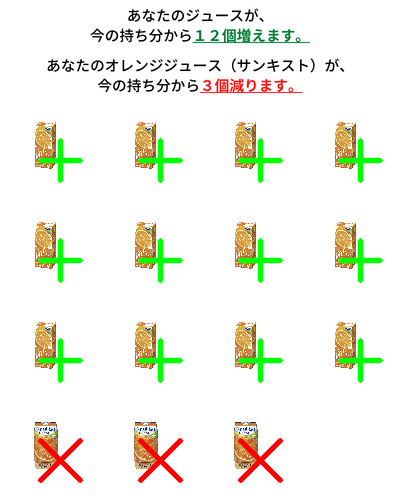 あなたのジュースが、
今の持ち分から１２個増えます。
あなたのオレンジジュース（サンキスト）が、
今の持ち分から３個減ります。